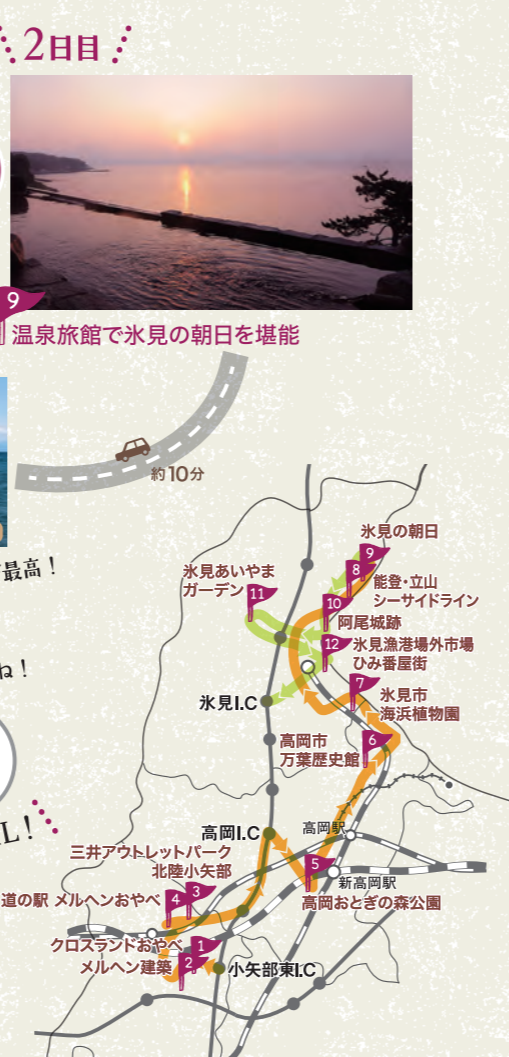 2日目
9
温泉旅館で氷見の朝日を堪能
約10分
最高！
ね！
L！
氷見の朝日
9
8
能登・立山
シーサイドライン
氷見あいやま
ガーデン
11
10
阿尾城跡
12
氷見漁港場外市場
ひみ番屋街
氷見I.C
7
氷見市
海浜植物園
高岡市
万葉歴史館
6
高岡I.C
高岡駅
三井アウトレットパーク
北陸小矢部
5
新高岡駅
高岡おとぎの森公園
道の駅 メルヘンおやべ
4
3
クロスランドおやべ
1
メルヘン建築
2
小矢部東I.C